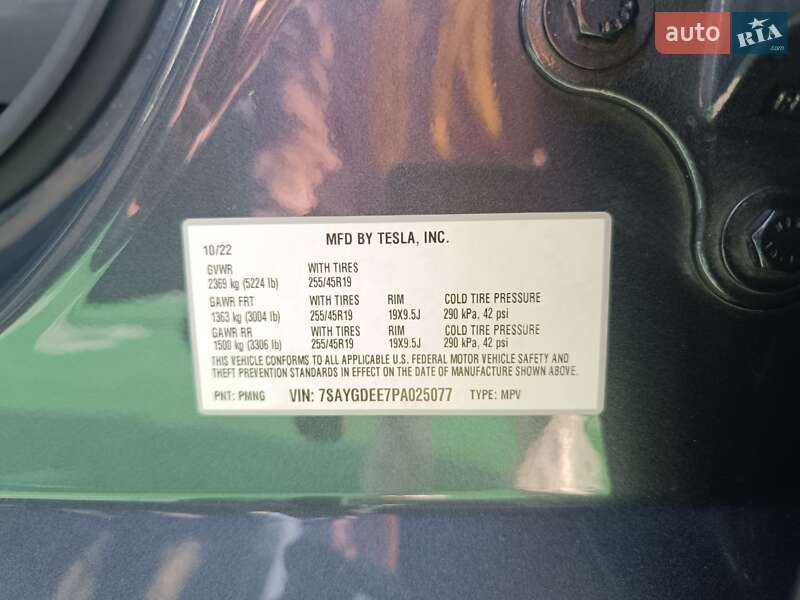 auto RIA .com
10/22 MFD BY TESLA, INC.
GVWR WITH TIRES
2369 kg (5224 lb) 255/45R19
GAWR FRT WITH TIRES RIM COLD TIRE PRESSURE
1363 kg (3004 lb) 255/45R19 19X9.5J 290 kPa, 42 psi
GAWR RR WITH TIRES RIM COLD TIRE PRESSURE
1500 kg (3306 lb) 255/45R19 19X9.5J 290 kPa, 42 psi
THIS VEHICLE CONFORMS TO ALL APPLICABLE U.S. FEDERAL MOTOR VEHICLE SAFETY AND
THEFT PREVENTION STANDARDS IN EFFECT ON THE DATE OF MANUFACTURE SHOWN ABOVE.
PNT: PMNG VIN: 7SAYGDEE7PA025077 TYPE: MPV